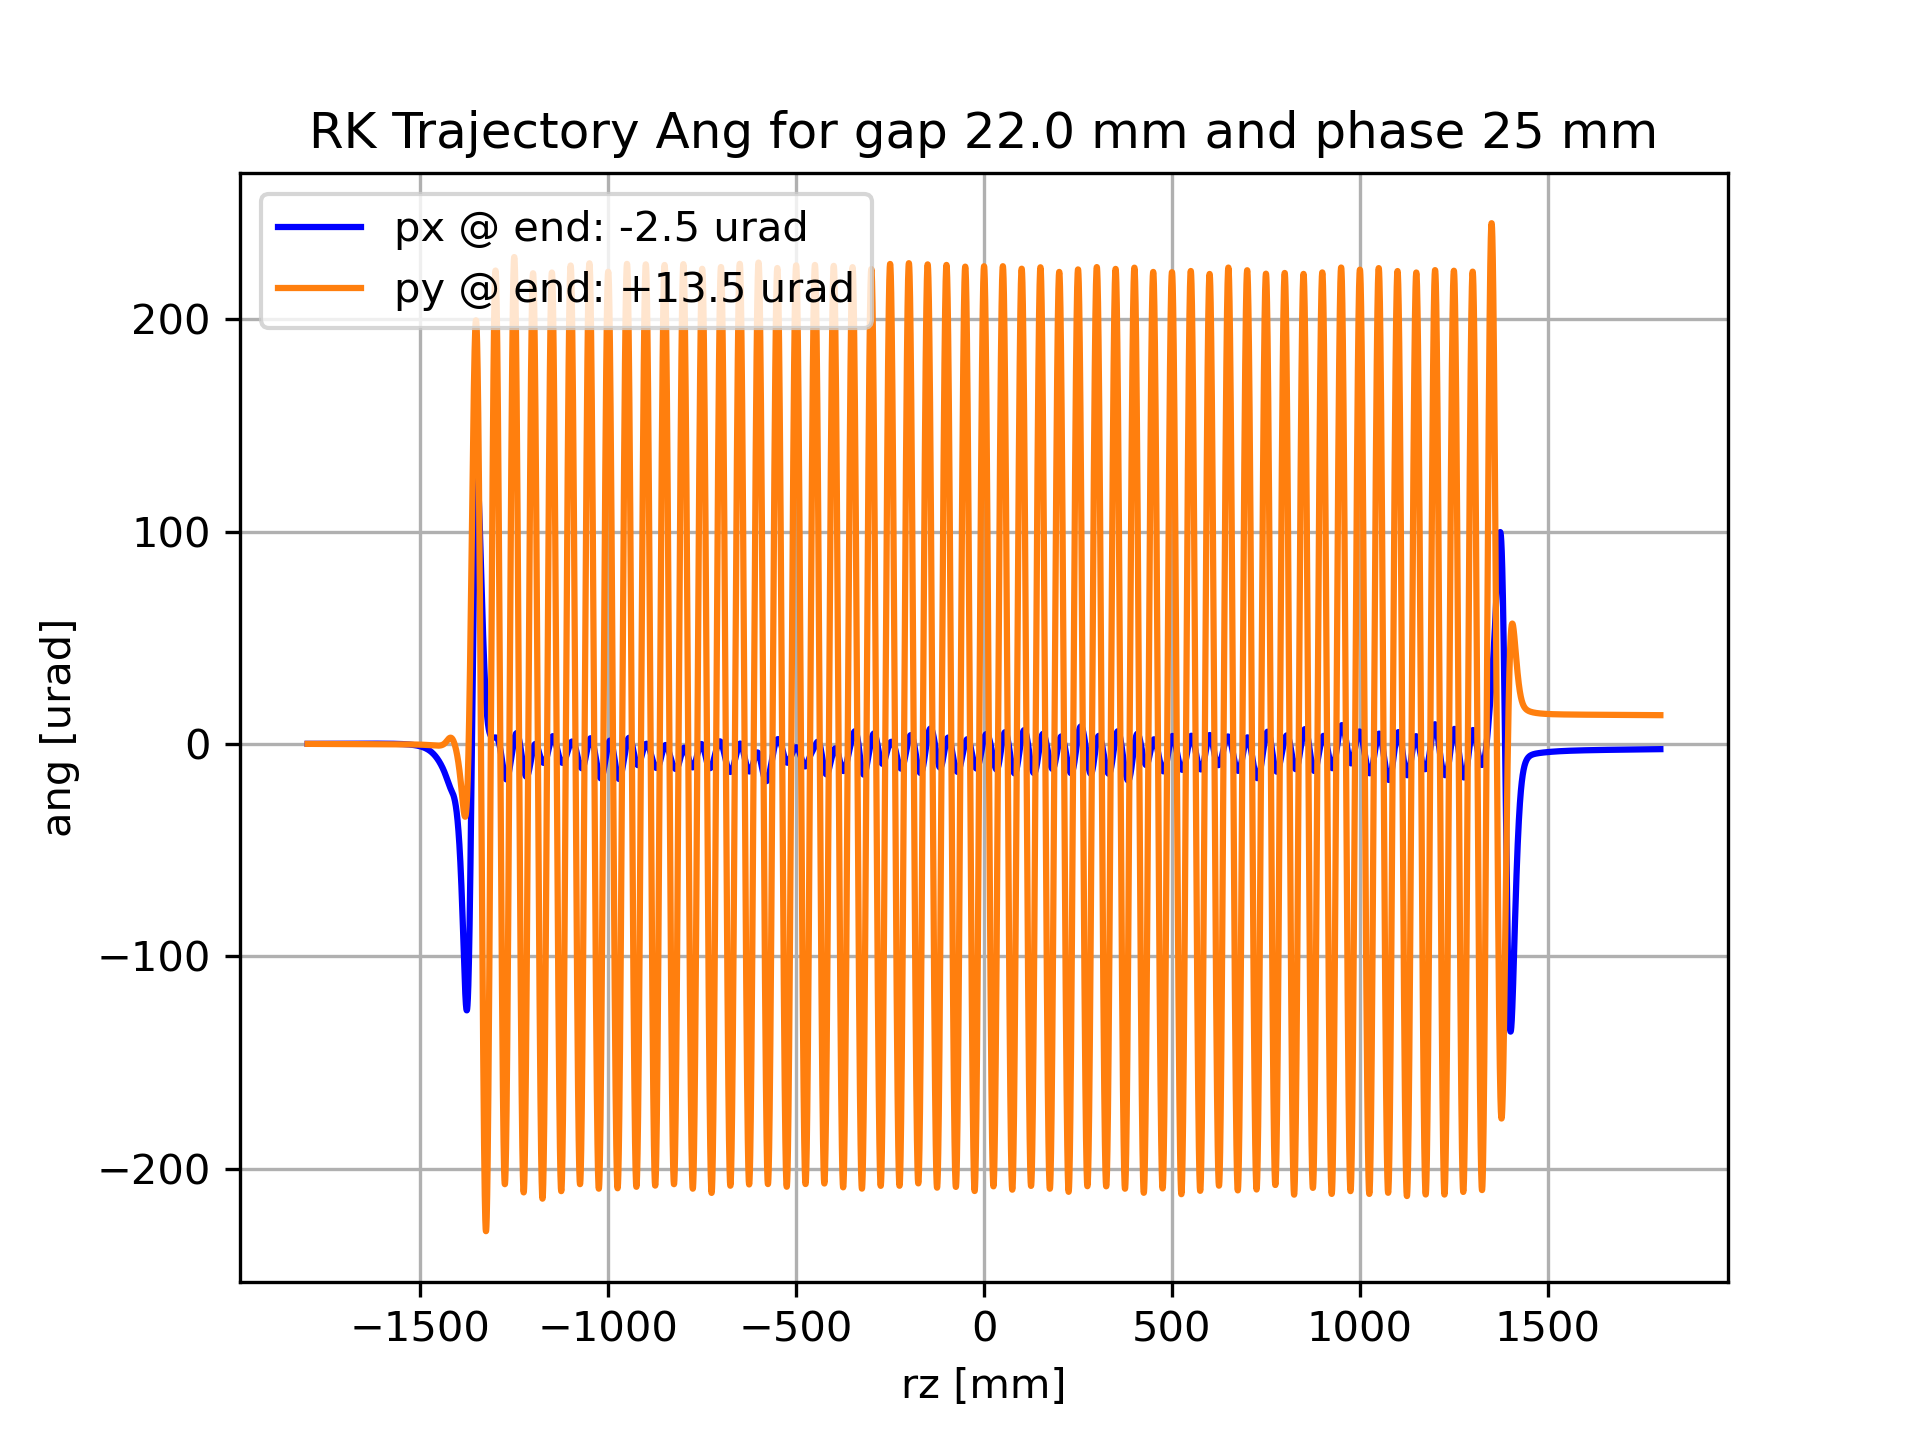 RK Trajectory Ang for gap 22.0 mm and phase 25 mm
px @ end: -2.5 urad
py @ end: +13.5 urad
ang [urad]
200
100
0
−100
−200
−1500 −1000 −500 0 500 1000 1500
rz [mm]